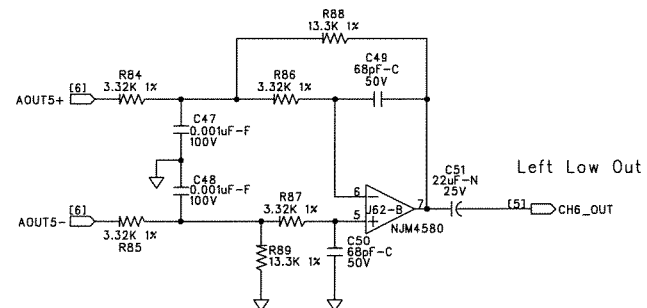 R88
13.3K 1%
C49
68pF-C
50V
[6]
R84
3.32K 1%
R86
3.32K 1%
AOUT5+
C47
0.001uF-F
100V
C51
22uF-N
25V
Left Low Out
C48
0.001uF-F
100V
6
U62-B
7
5
NJM4580
[5]
CH6_OUT
[6]
AOUT5-
3.32K 1%
R85
R87
3.32K 1%
R89
13.3K 1%
C50
68pF-C
50V